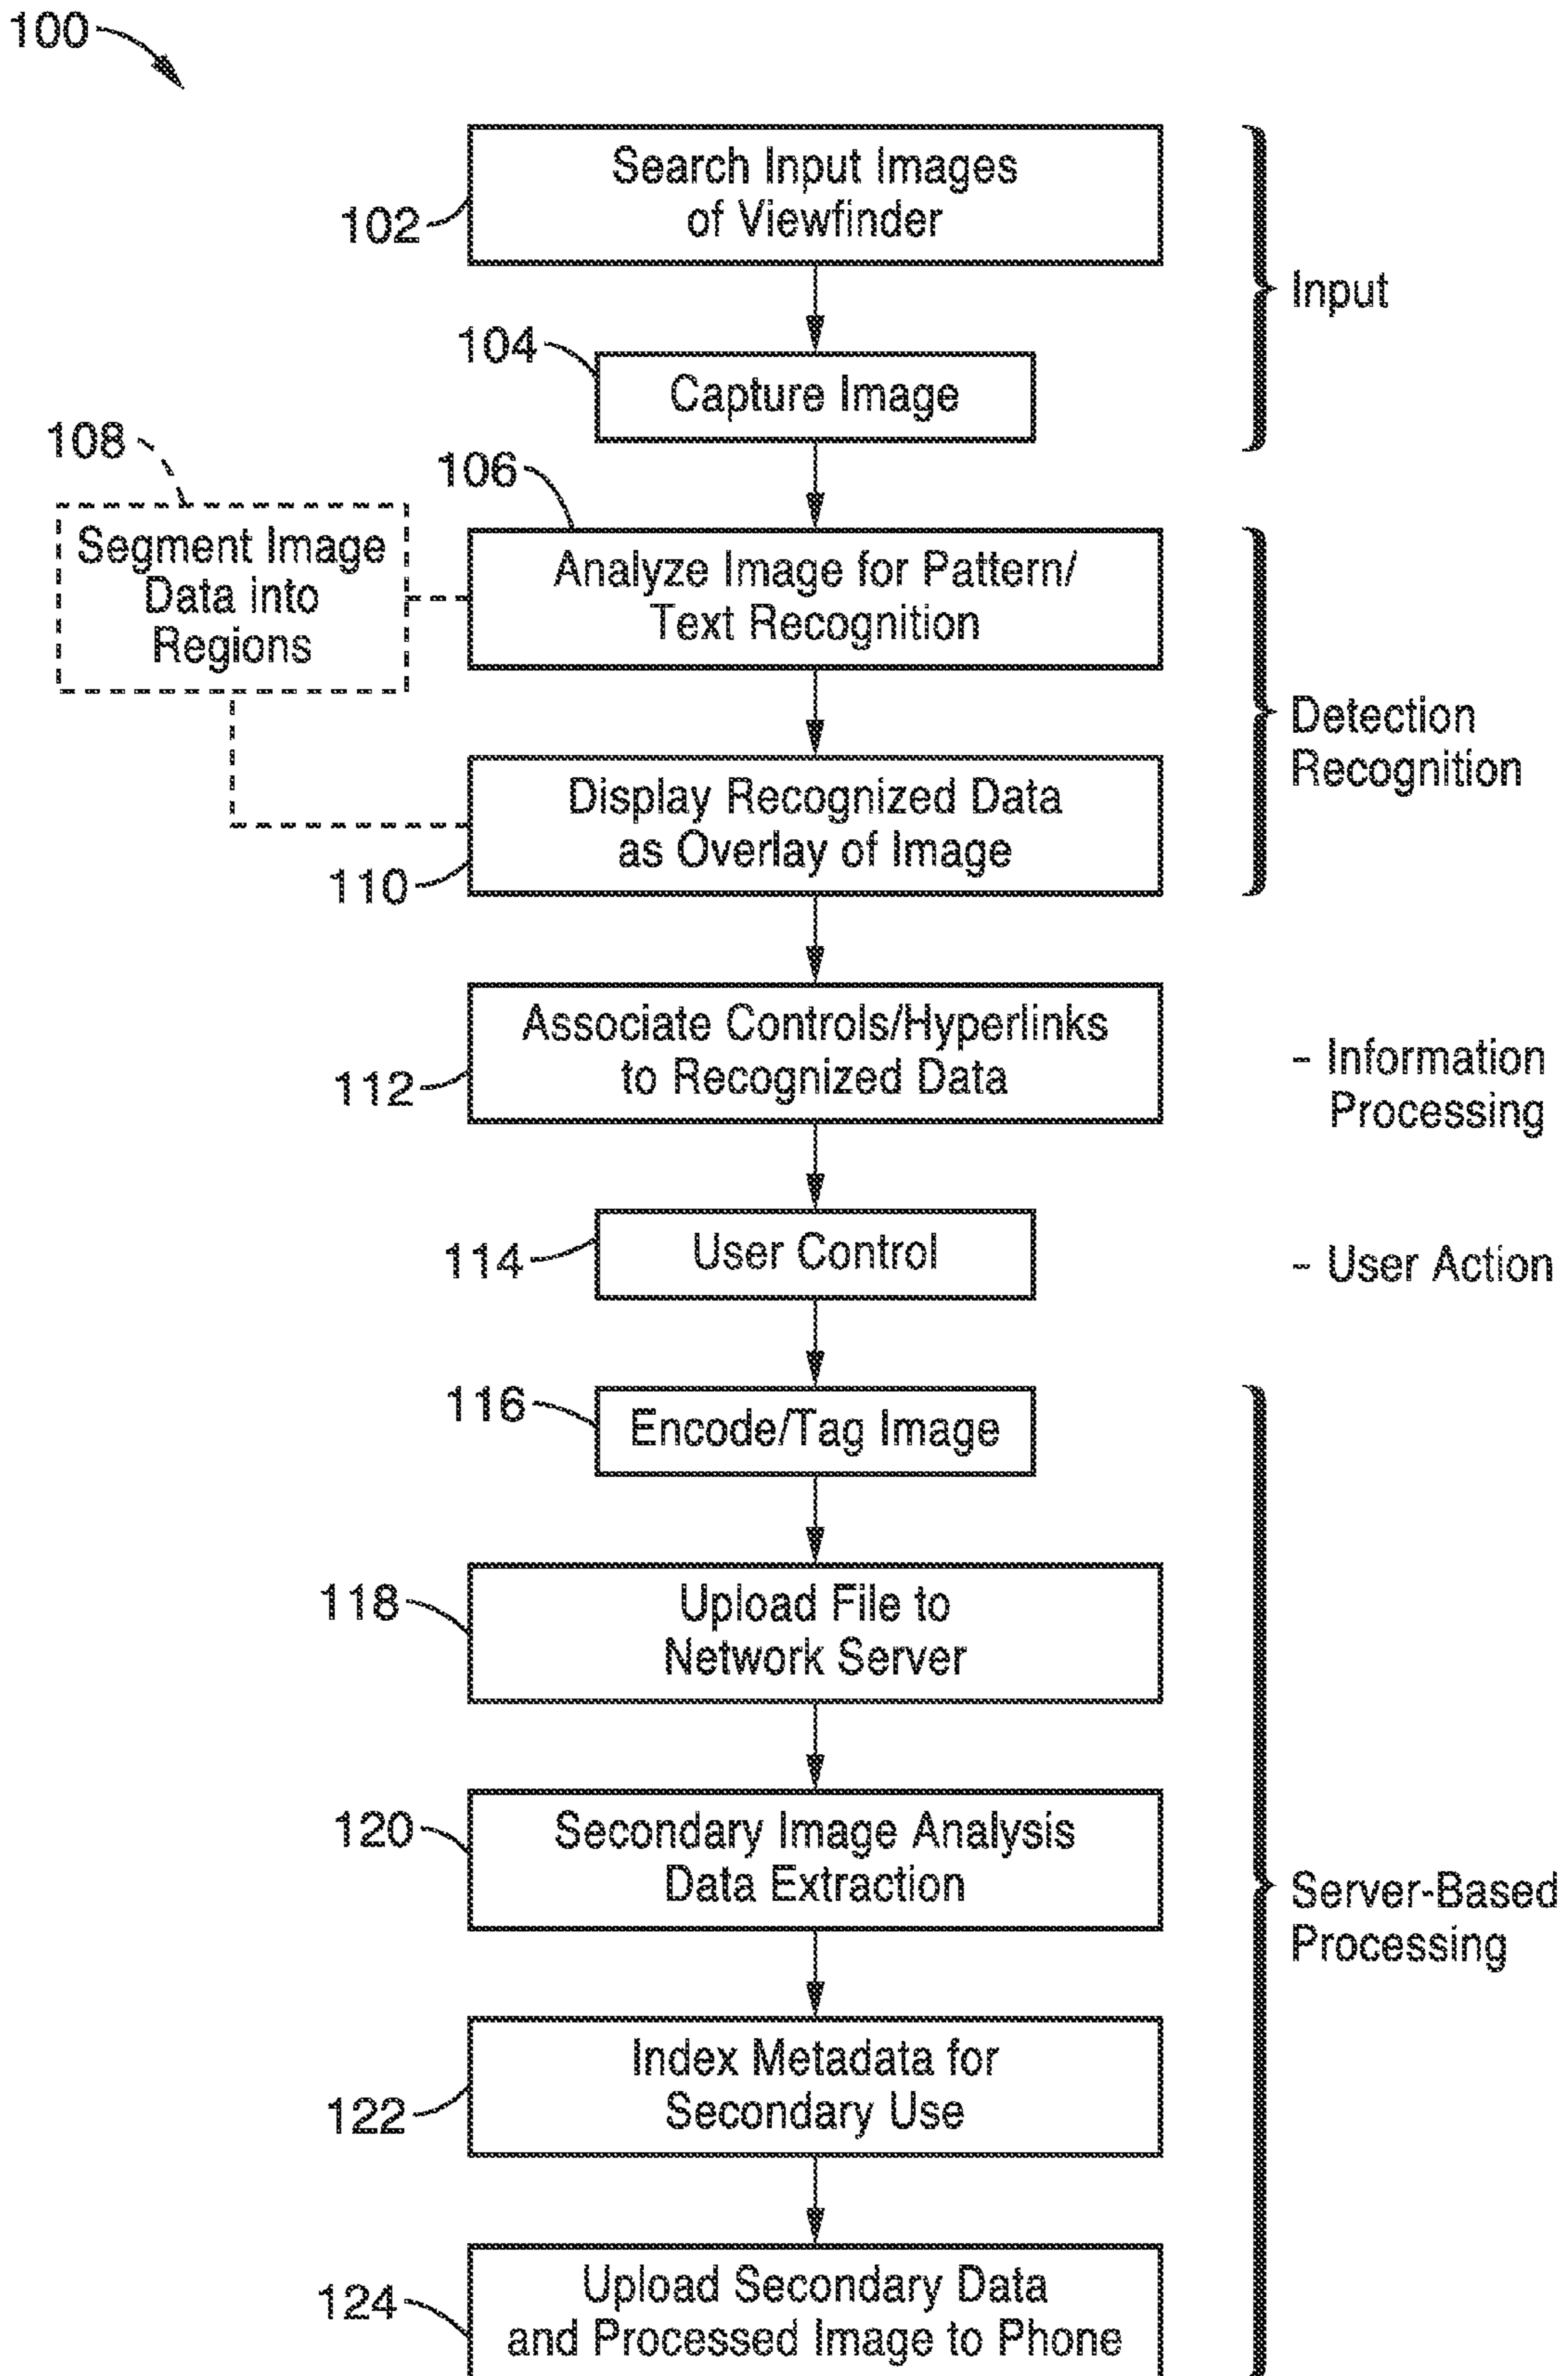 100
102
Search Input Images
of Viewfinder
Input
104
Capture Image
108
Segment Image
Data into
Regions
106
Analyze Image for Pattern/
Text Recognition
Detection
Recognition
110
Display Recognized Data
as Overlay of Image
112
Associate Controls/Hyperlinks
to Recognized Data
- Information
Processing
114
User Control
- User Action
116
Encode/Tag Image
118
Upload File to
Network Server
120
Secondary Image Analysis
Data Extraction
Server-Based
Processing
122
Index Metadata for
Secondary Use
124
Upload Secondary Data
and Processed Image to Phone